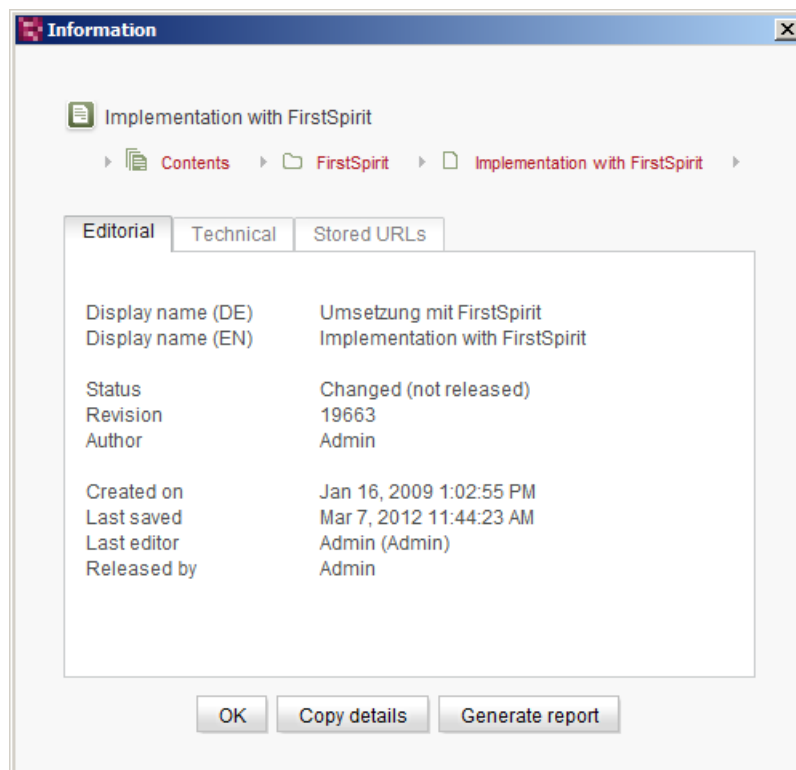 Information
Implementation with FirstSpirit
Contents FirstSpirit Implementation with FirstSpirit
Editorial Technical Stored URLs
Display name (DE) Umsetzung mit FirstSpirit
Display name (EN) Implementation with FirstSpirit
Status Changed (not released)
Revision 19663
Author Admin
Created on Jan 16, 2009 1:02:55 PM
Last saved Mar 7, 2012 11:44:23 AM
Last editor Admin (Admin)
Released by Admin
OK Copy details Generate report